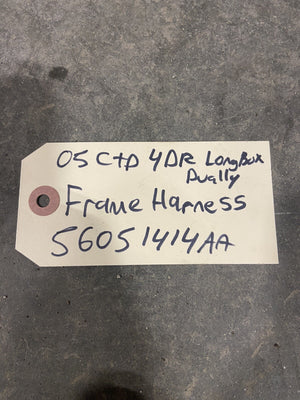 05 CTD 4DR Long Box
Dually
Frame Harness
56051414AA